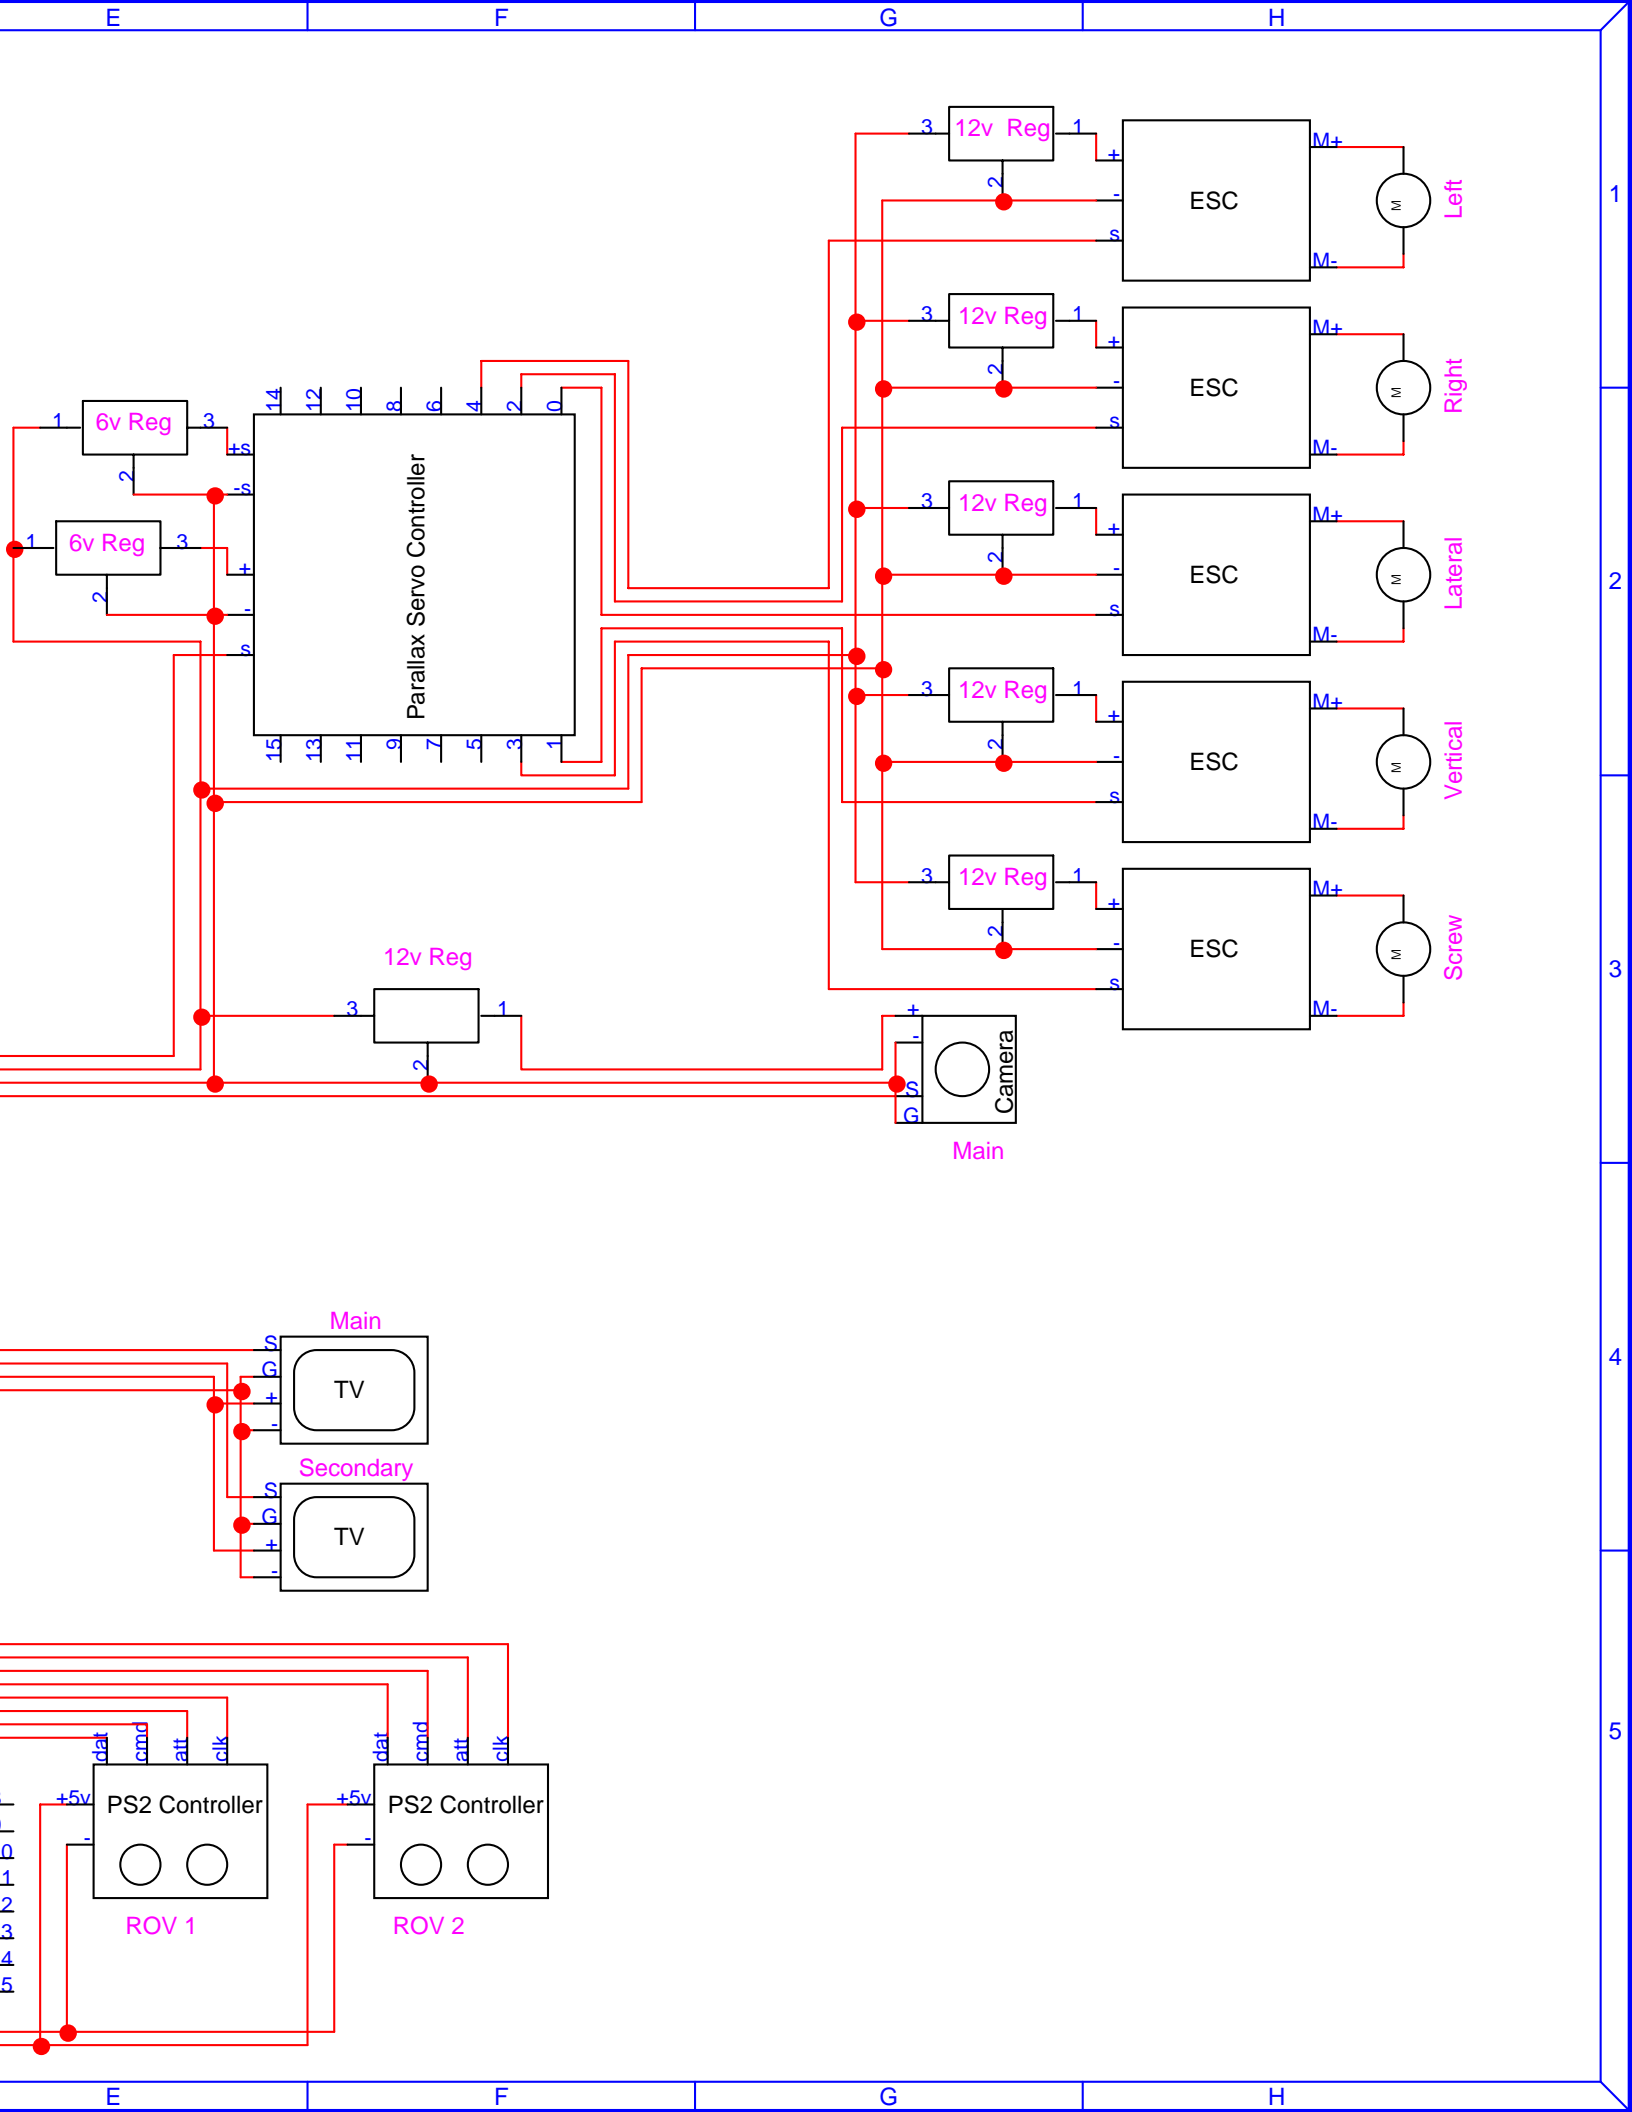 E F G H
3 12v  Reg 1
2
+
-
s
ESC
M+
M-
M
Left
1
3 12v Reg 1
2
+
-
s
ESC
M+
M-
M
Right
14 12 10 8 6 4 2 0
1 6v Reg 3
2
+s
-s
1 6v Reg 3
2
+
-
s
Parallax Servo Controller
15 13 11 9 7 5 3 1
3 12v Reg 1
2
+
-
s
ESC
M+
M-
M
Lateral
2
3 12v Reg 1
2
+
-
s
ESC
M+
M-
M
Vertical
3 12v Reg 1
2
+
-
s
ESC
M+
M-
M
Screw
3
12v Reg
3 1
2
+
-
S
G
Camera
Main
Main
S
G
+
-
TV
4
Secondary
S
G
+
-
TV
dat cmd att clk
+5v
-
PS2 Controller
ROV 1
dat cmd att clk
+5v
-
PS2 Controller
ROV 2
5
0
1
2
3
4
5
E F G H